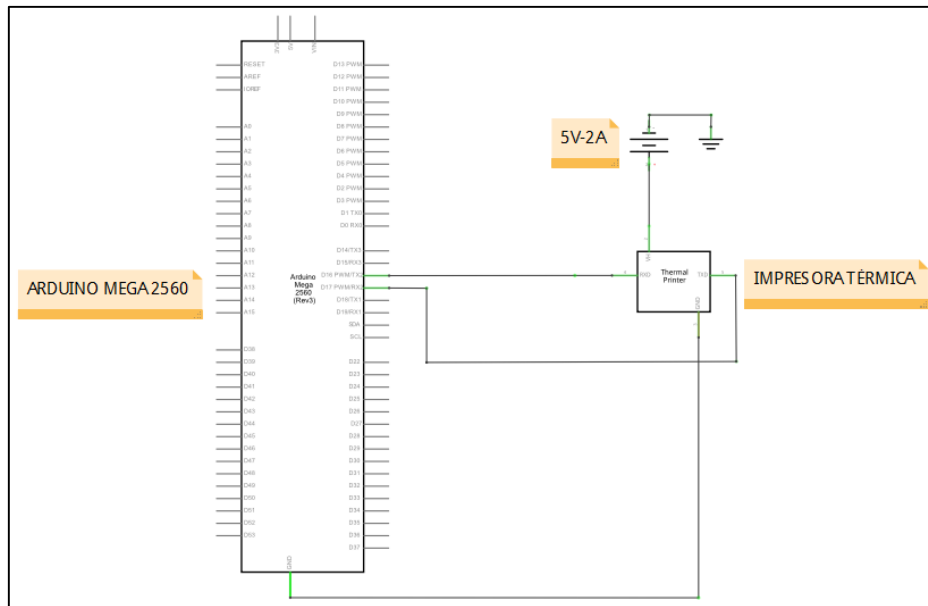 3V3
5V
VIN
RESET
AREF
IOREF
A0
A1
A2
A3
A4
A5
A6
A7
A8
A9
A10
A11
A12
A13
A14
A15
D38
D39
D40
D41
D42
D43
D44
D45
D46
D47
D48
D49
D50
D51
D52
D53
D13 PWM
D12 PWM
D11 PWM
D10 PWM
D9 PWM
D8 PWM
D7 PWM
D6 PWM
D5 PWM
D4 PWM
D3 PWM
D2 PWM
D1 TX0
D0 RX0
D14/TX3
D15/RX3
D16 PWM/TX2
D17 PWM/RX2
D18/TX1
D19/RX1
SDA
SCL
D22
D23
D24
D25
D26
D27
D28
D29
D30
D31
D32
D33
D34
D35
D36
D37
GND
Arduino
Mega
2560
(Rev3)
ARDUINO MEGA 2560
5V-2A
VH
RXD
Thermal
Printer
TXD
GND
IMPRESORA TÉRMICA